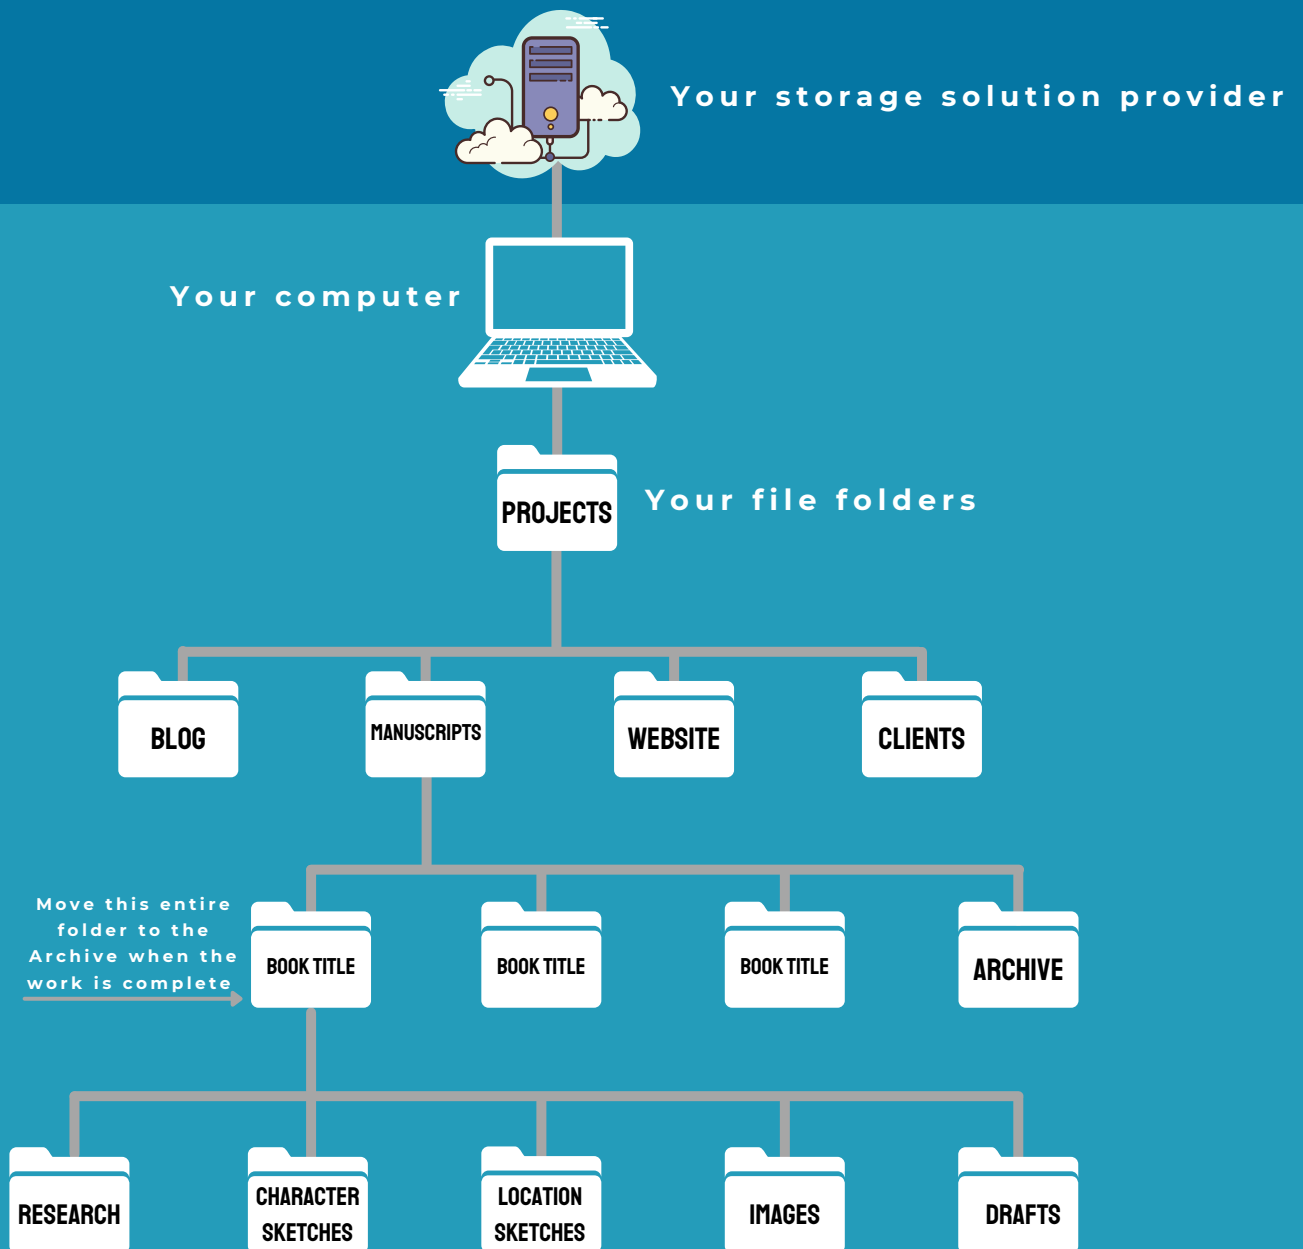 Your storage solution provider
Your computer
PROJECTS
Your file folders
BLOG
MANUSCRIPTS
WEBSITE
CLIENTS
Move this entire
folder to the
Archive when the
work is complete
BOOK TITLE
BOOK TITLE
BOOK TITLE
ARCHIVE
RESEARCH
CHARACTER
SKETCHES
LOCATION
SKETCHES
IMAGES
DRAFTS